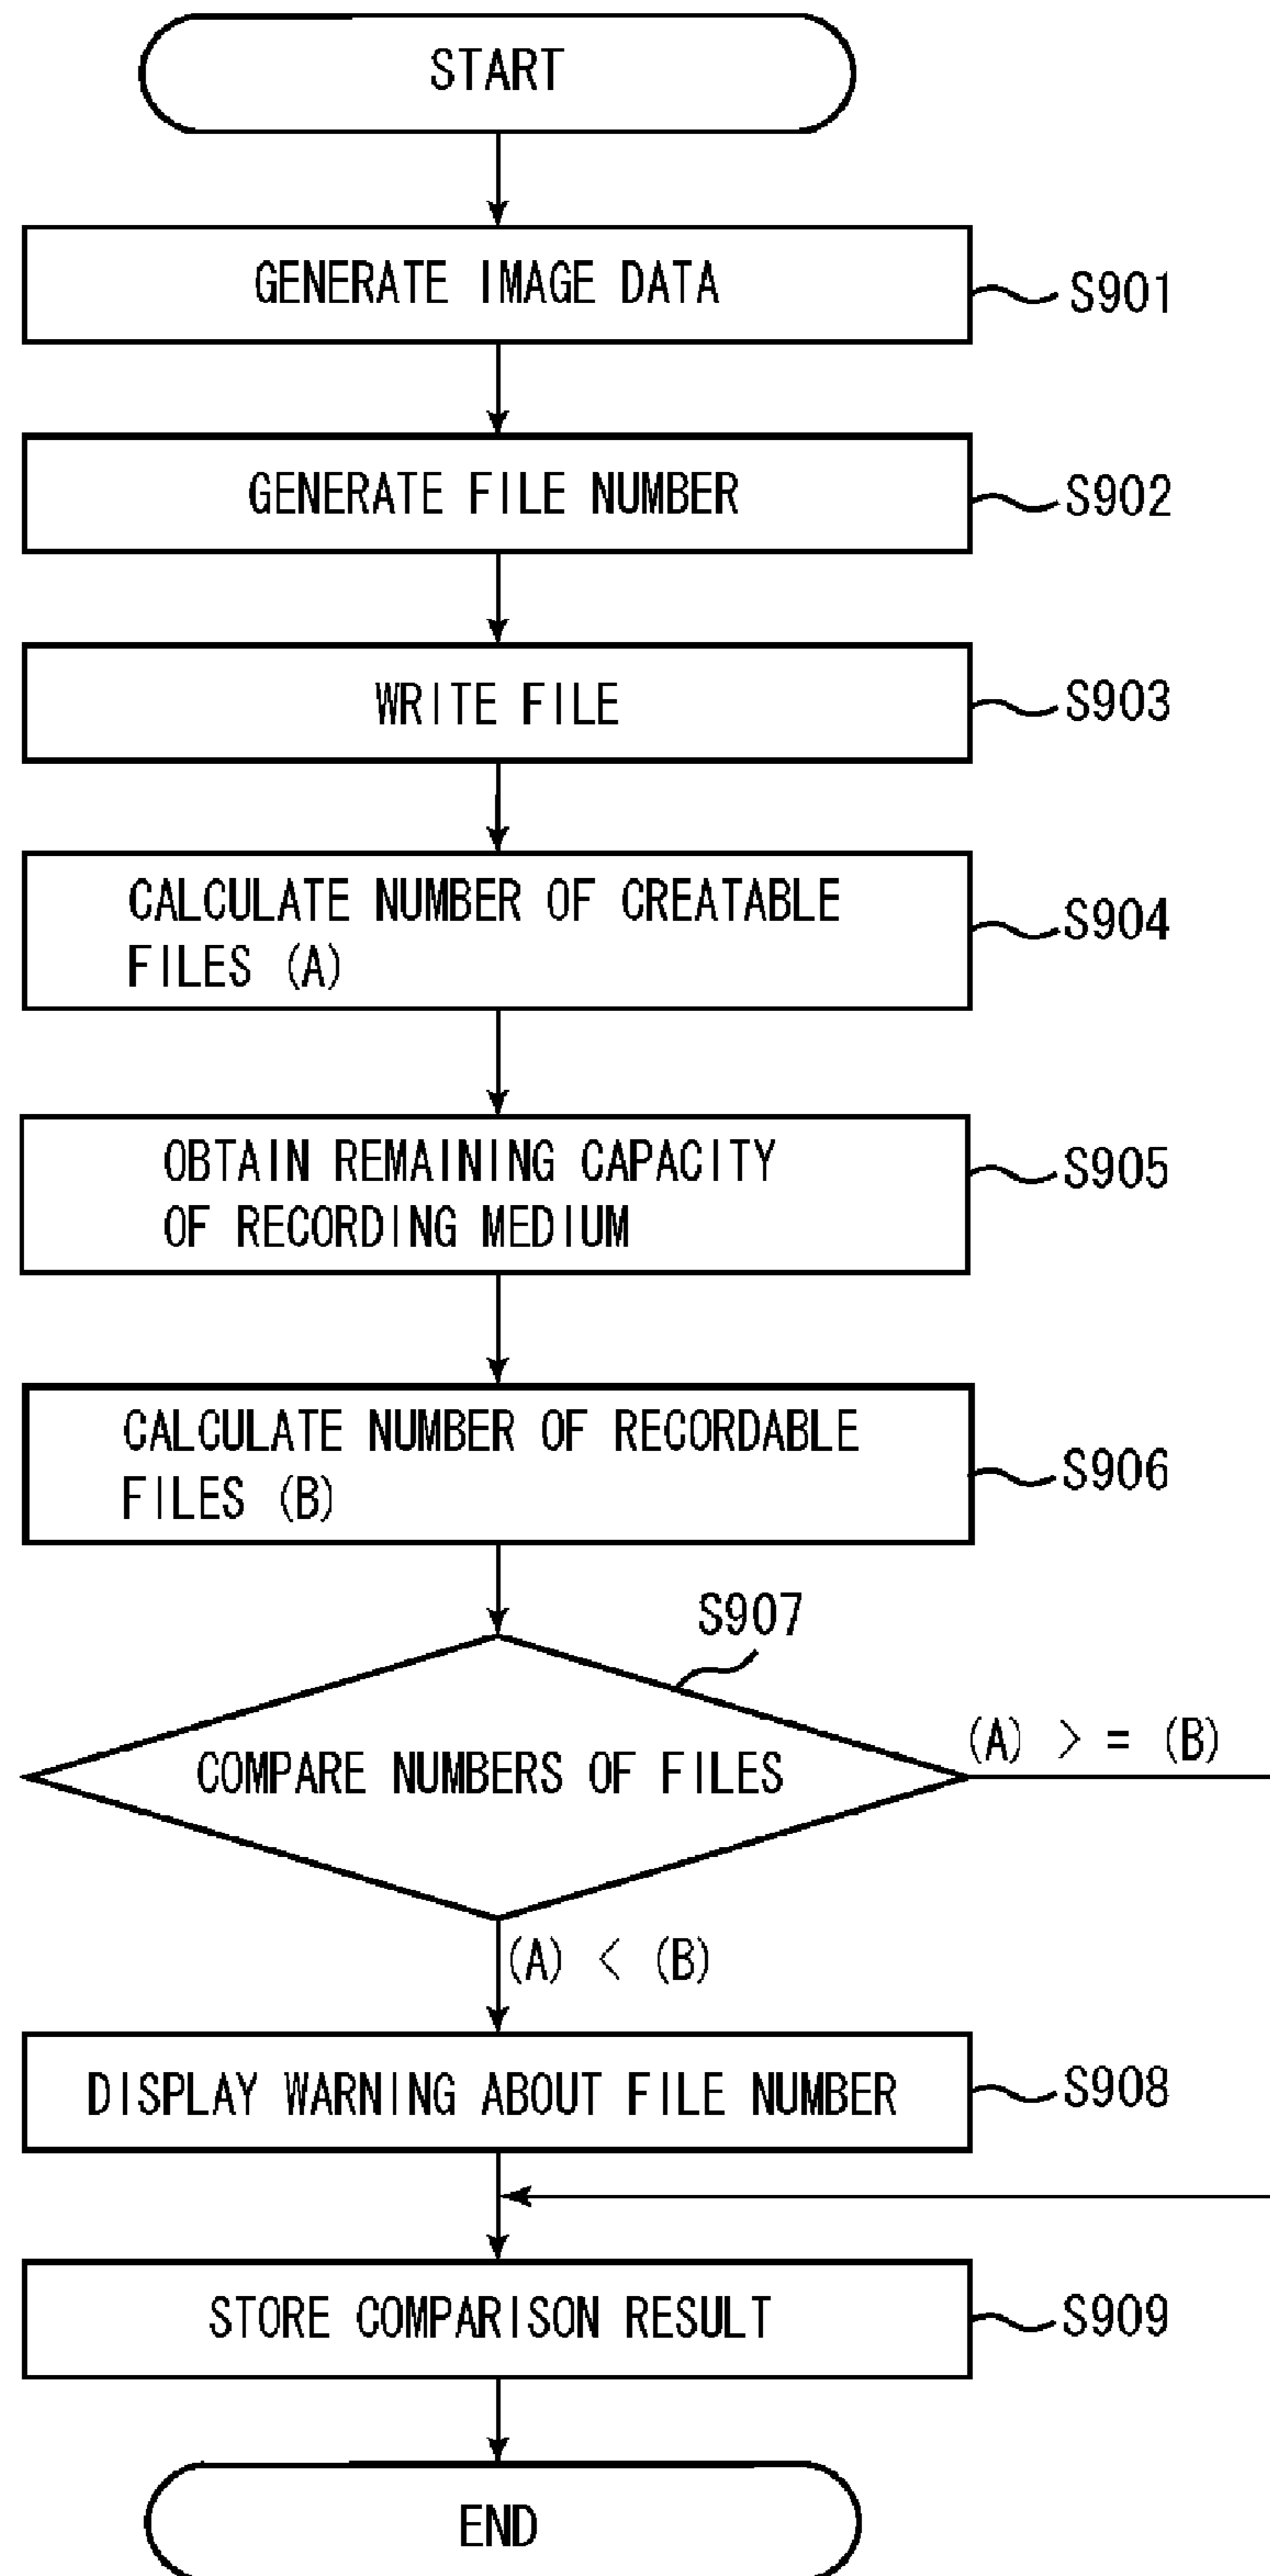 START
GENERATE IMAGE DATA
S901
GENERATE FILE NUMBER
S902
WRITE FILE
S903
CALCULATE NUMBER OF CREATABLE
FILES (A)
S904
OBTAIN REMAINING CAPACITY
OF RECORDING MEDIUM
S905
CALCULATE NUMBER OF RECORDABLE
FILES (B)
S906
S907
COMPARE NUMBERS OF FILES
(A) > = (B)
(A) < (B)
DISPLAY WARNING ABOUT FILE NUMBER
S908
STORE COMPARISON RESULT
S909
END